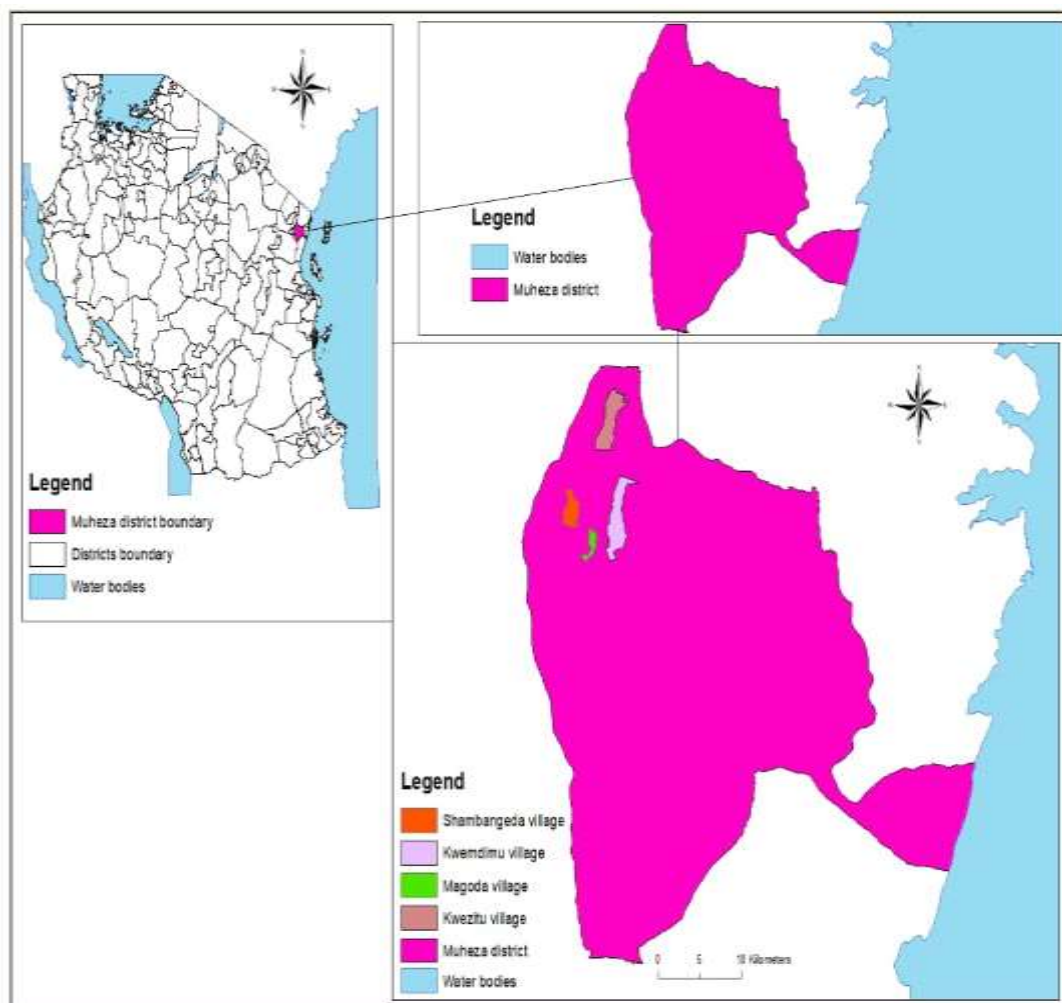 Legend
Muheza district boundary
Districts boundary
Water bodies
Legend
Water bodies
Muheza district
Legend
Shambangeda village
Kwemdimu village
Magoda village
Kwezitu village
Muheza district
Water bodies
0 5 10 Kilometers